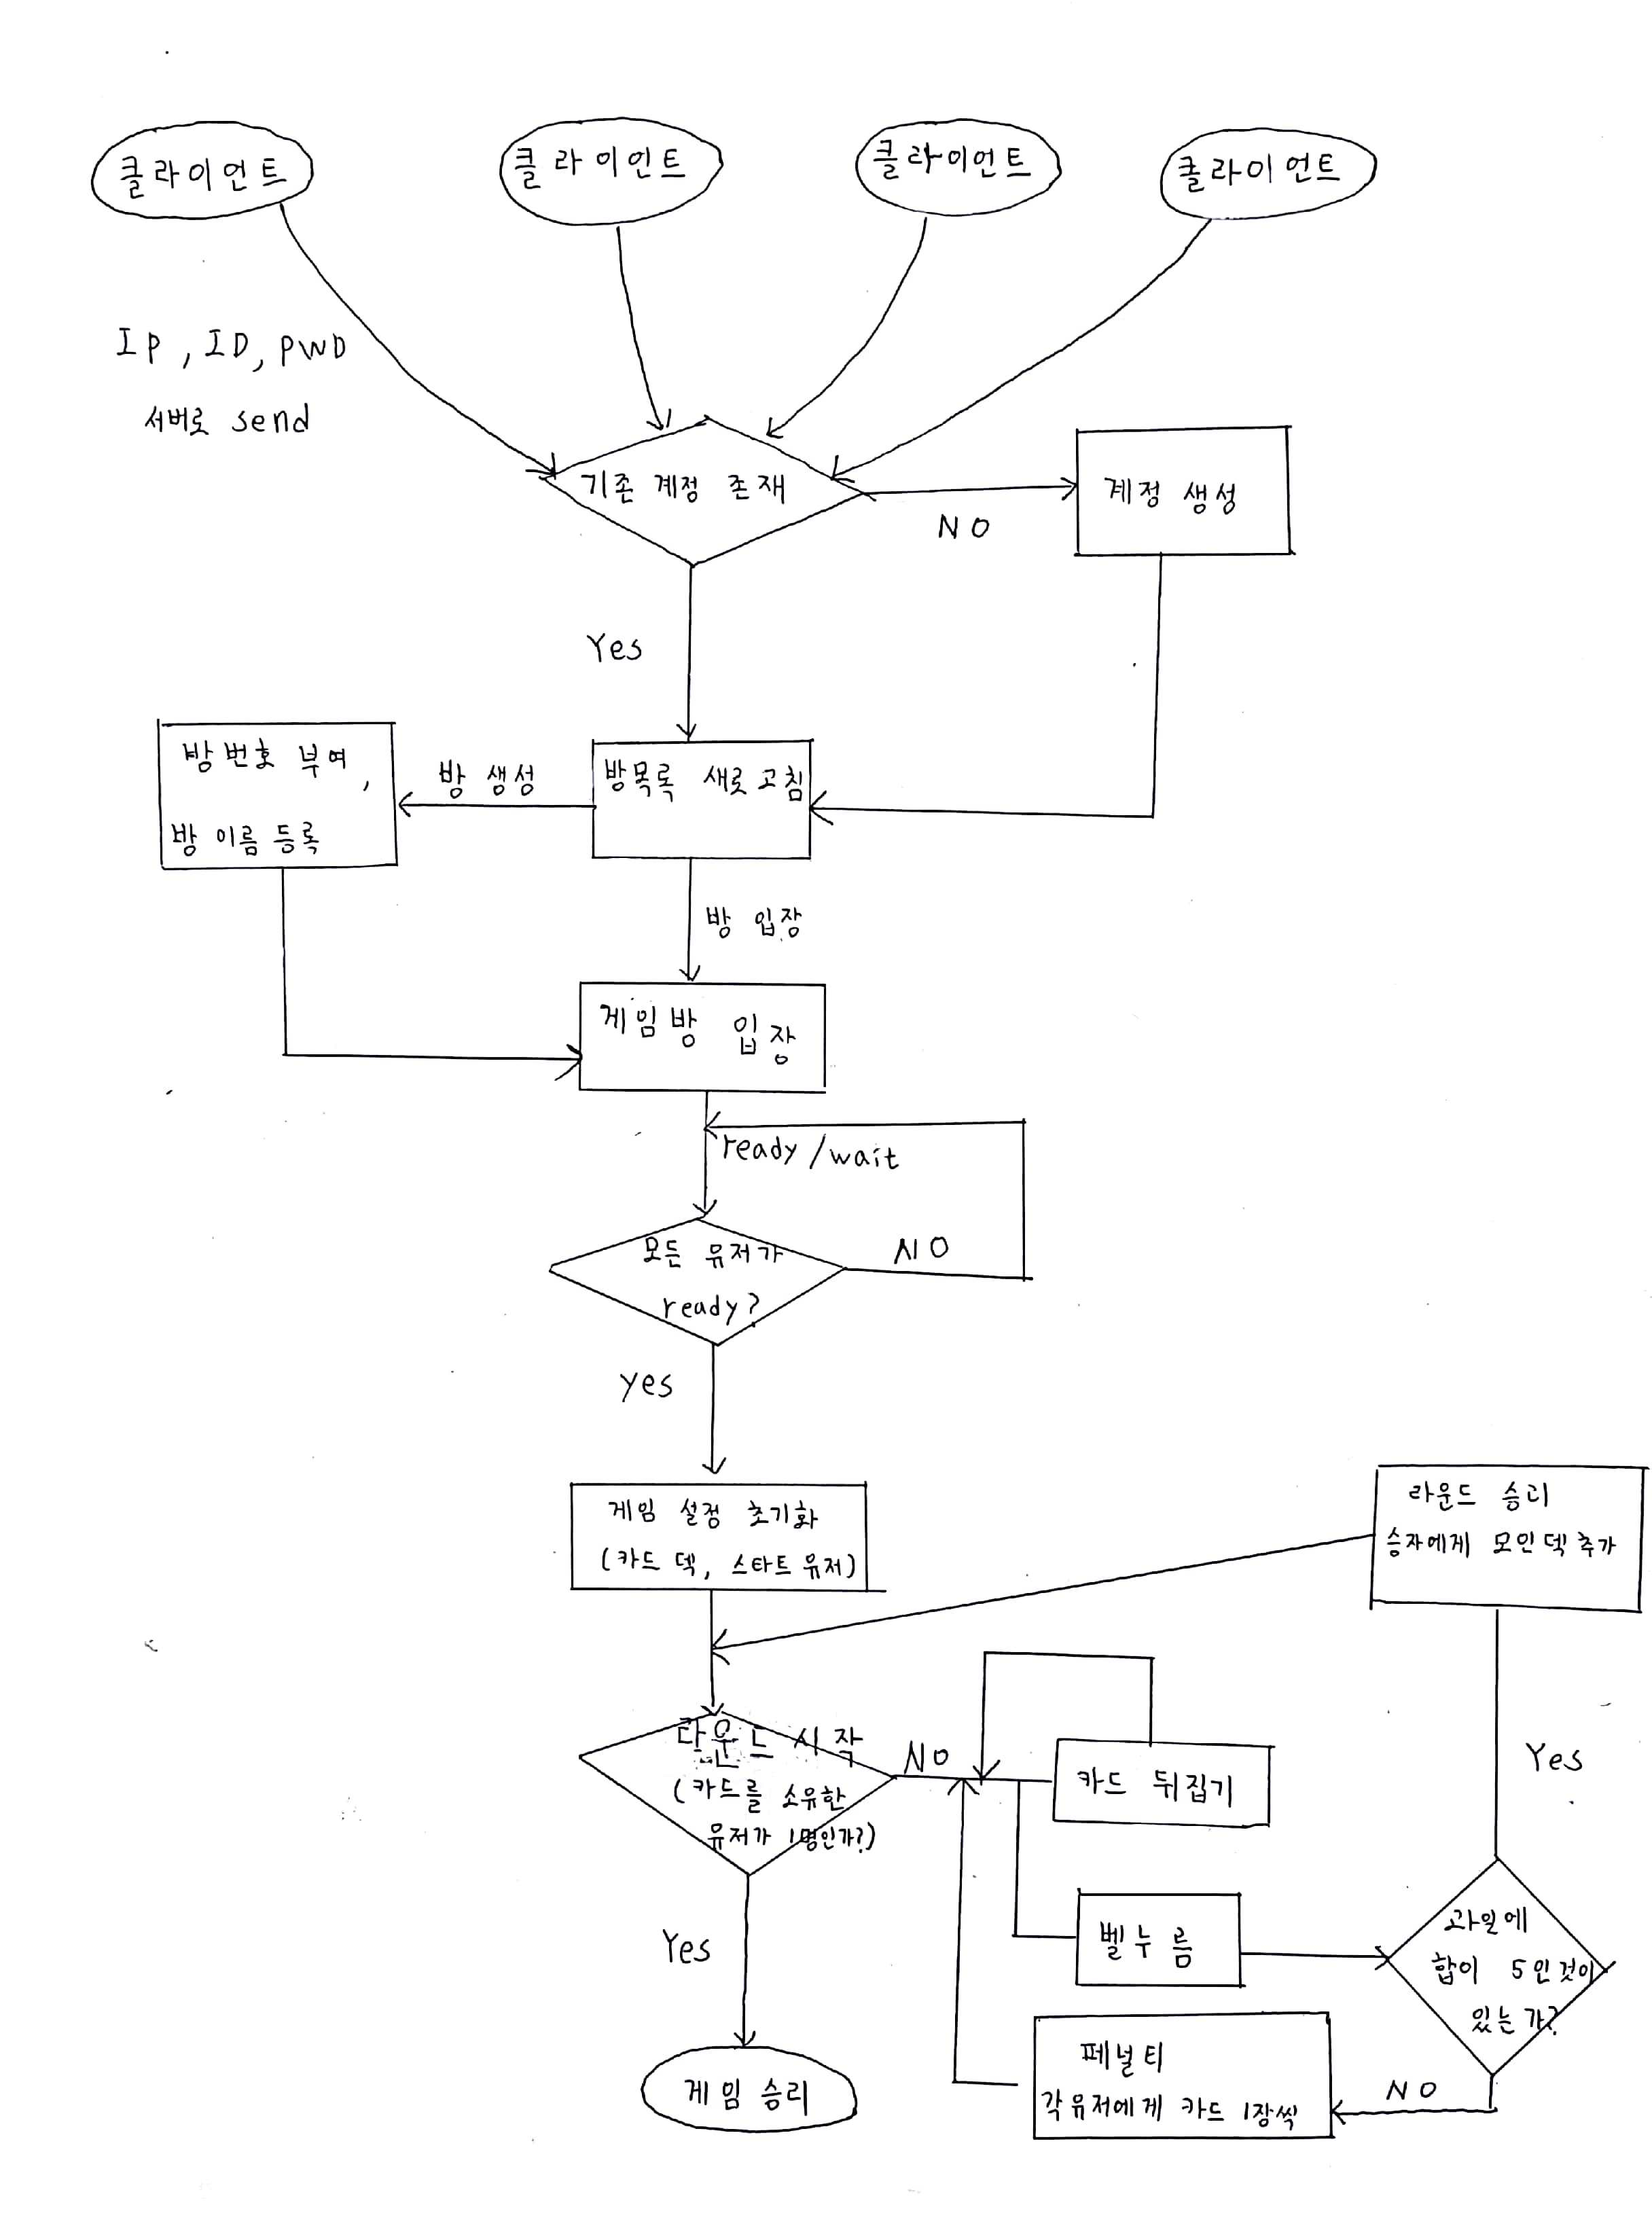 클라이언트
클라이언트
클라이언트
클라이언트
IP, ID, PWD
서버로 send
기존 계정 존재
NO
계정 생성
Yes
방 번호 부여,
방 이름 등록
방 생성
방목록 새로고침
방 입장
게임방 입장
ready/wait
모든 유저가
ready?
NO
yes
게임 설정 초기화
(카드 덱, 스타트 유저)
라운드 승리
승자에게 모인덱 추가
라운드 시작
(카드를 소유한
유저가 1명인가?)
NO
카드 뒤집기
Yes
벨누름
과일에
합이 5인것이
있는가?
Yes
페널티
각유저에게 카드 1장씩
NO
게임 승리